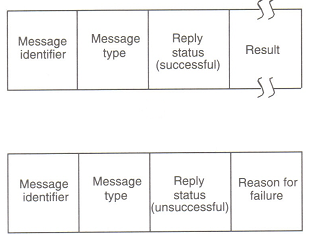 Message identifier
Message type
Reply status (successful)
Result
Message identifier
Message type
Reply status (unsuccessful)
Reason for failure